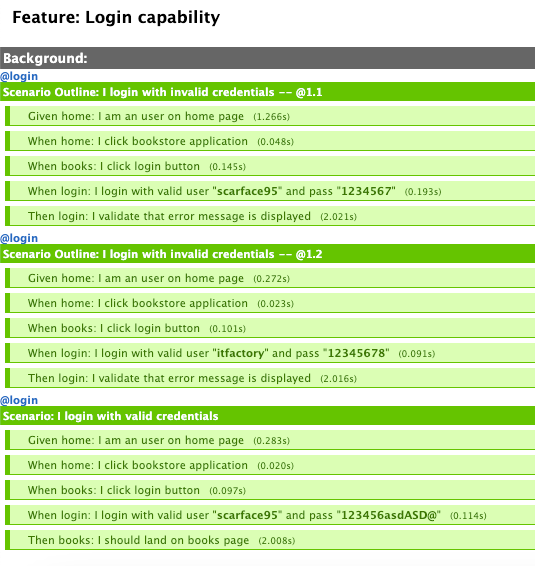 Feature: Login capability
Background:
@login
Scenario Outline: I login with invalid credentials -- @1.1
Given home: I am an user on home page (1.266s)
When home: I click bookstore application (0.048s)
When books: I click login button (0.145s)
When login: I login with valid user "scarface95" and pass "1234567" (0.193s)
Then login: I validate that error message is displayed (2.021s)
@login
Scenario Outline: I login with invalid credentials -- @1.2
Given home: I am an user on home page (0.272s)
When home: I click bookstore application (0.023s)
When books: I click login button (0.101s)
When login: I login with valid user "itfactory" and pass "12345678" (0.091s)
Then login: I validate that error message is displayed (2.016s)
@login
Scenario: I login with valid credentials
Given home: I am an user on home page (0.283s)
When home: I click bookstore application (0.020s)
When books: I click login button (0.097s)
When login: I login with valid user "scarface95" and pass "123456asdASD@" (0.114s)
Then books: I should land on books page (2.008s)